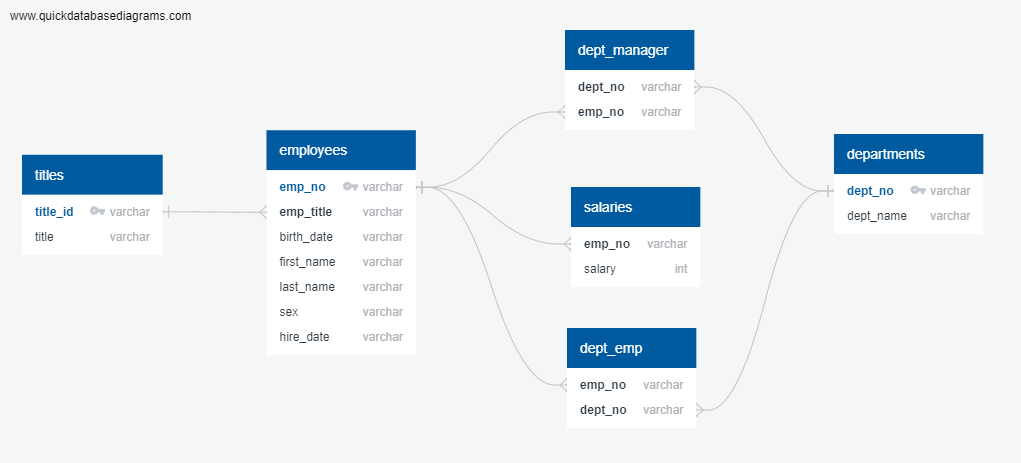 www.quickdatabasediagrams.com
titles
title_id varchar
title varchar
employees
emp_no varchar
emp_title varchar
birth_date varchar
first_name varchar
last_name varchar
sex varchar
hire_date varchar
dept_manager
dept_no varchar
emp_no varchar
salaries
emp_no varchar
salary int
dept_emp
emp_no varchar
dept_no varchar
departments
dept_no varchar
dept_name varchar